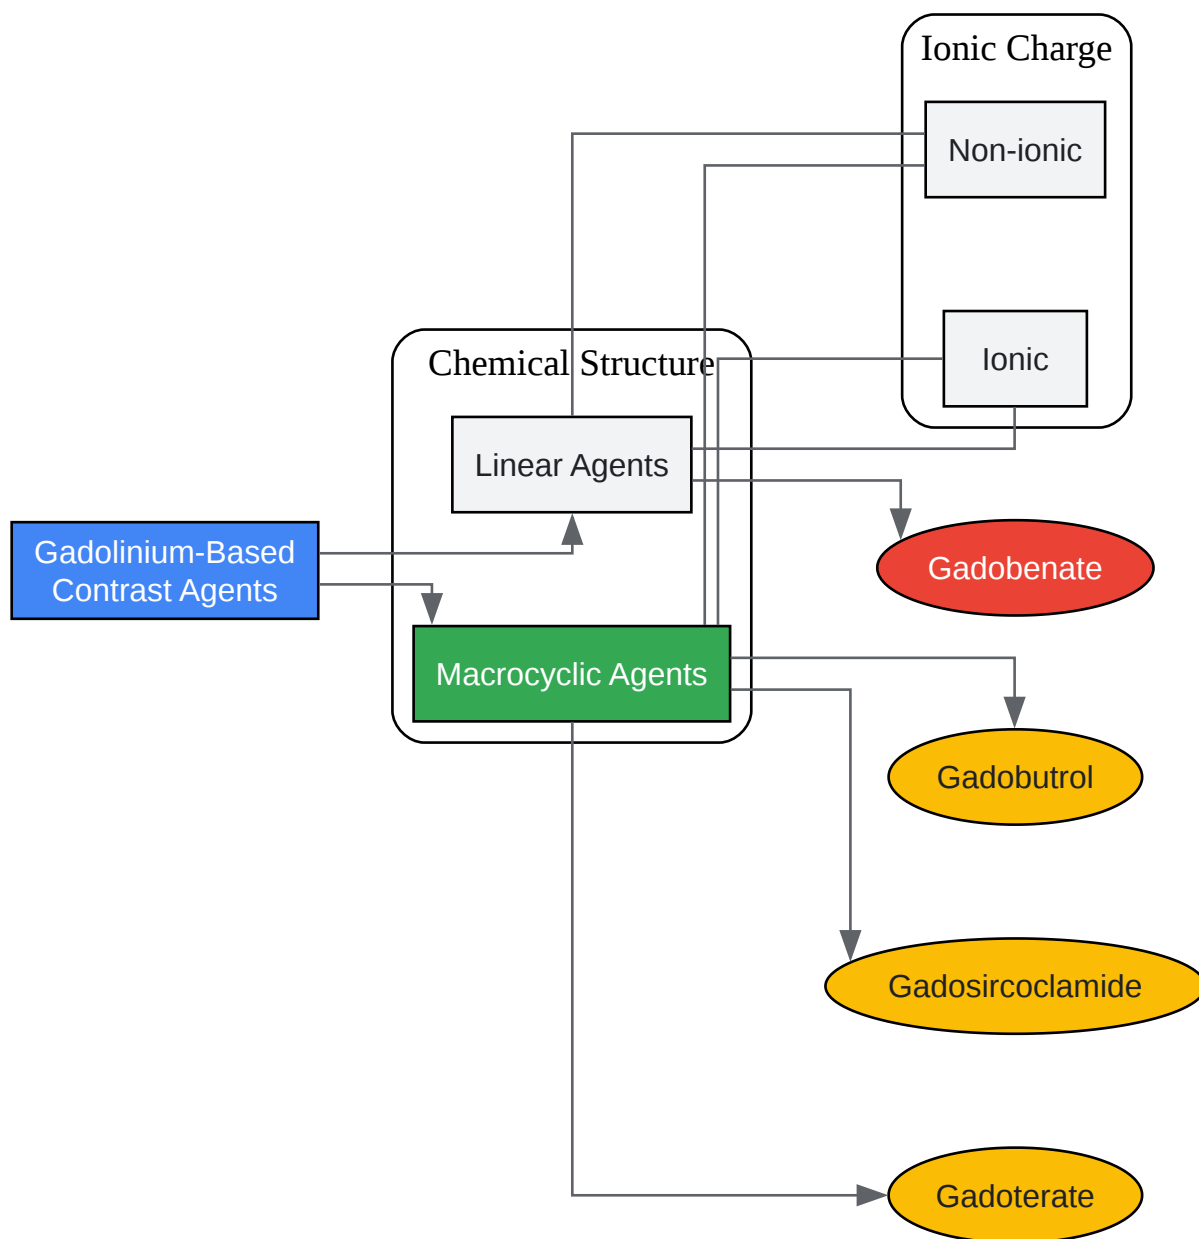 Ionic Charge
Non-ionic
Ionic
Chemical Structure
Linear Agents
Gadolinium-Based
Contrast Agents
Macrocyclic Agents
Gadobenate
Gadobutrol
Gadosircoclamide
Gadoterate